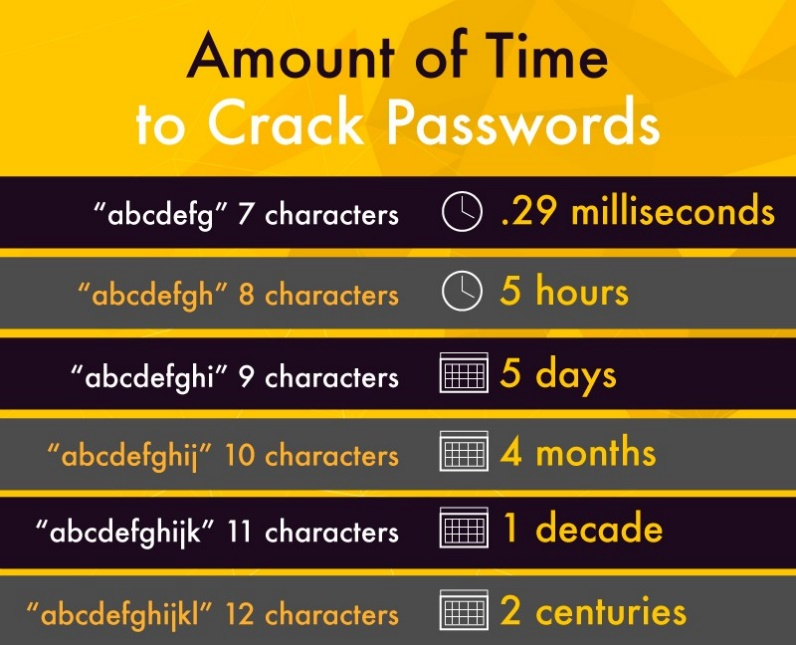 Amount of Time
to Crack Passwords
“abcdefg” 7 characters .29 milliseconds
“abcdefgh” 8 characters 5 hours
“abcdefghi” 9 characters 5 days
“abcdefghij” 10 characters 4 months
“abcdefghijk” 11 characters 1 decade
“abcdefghijkl” 12 characters 2 centuries